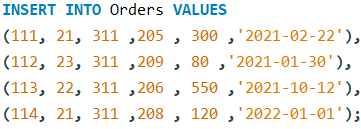 INSERT INTO Orders VALUES
(111, 21, 311 ,205 , 300 ,'2021-02-22'),
(112, 23, 311 ,209 , 80 ,'2021-01-30'),
(113, 22, 311 ,206 , 550 ,'2021-10-12'),
(114, 21, 311 ,208 , 120 ,'2022-01-01');